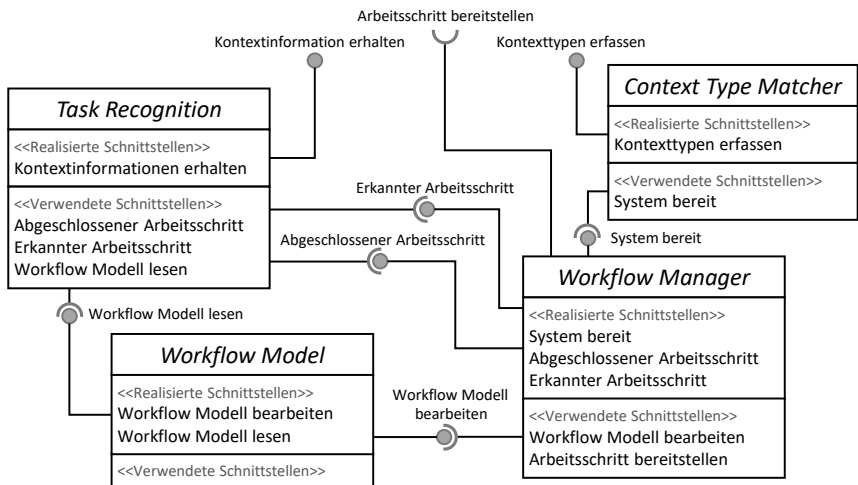 Arbeitsschritt bereitstellen
Kontextinformation erhalten
Kontexttypen erfassen
Task Recognition
<<Realisierte Schnittstellen>>
Kontextinformationen erhalten
<<Verwendete Schnittstellen>>
Abgeschlossener Arbeitsschritt
Erkannter Arbeitsschritt
Workflow Modell lesen
Context Type Matcher
<<Realisierte Schnittstellen>>
Kontexttypen erfassen
<<Verwendete Schnittstellen>>
System bereit
Erkannter Arbeitsschritt
Abgeschlossener Arbeitsschritt
System bereit
Workflow Modell lesen
Workflow Manager
<<Realisierte Schnittstellen>>
System bereit
Abgeschlossener Arbeitsschritt
Erkannter Arbeitsschritt
<<Verwendete Schnittstellen>>
Workflow Modell bearbeiten
Arbeitsschritt bereitstellen
Workflow Model
<<Realisierte Schnittstellen>>
Workflow Modell bearbeiten
Workflow Modell lesen
<<Verwendete Schnittstellen>>
Workflow Modell
bearbeiten